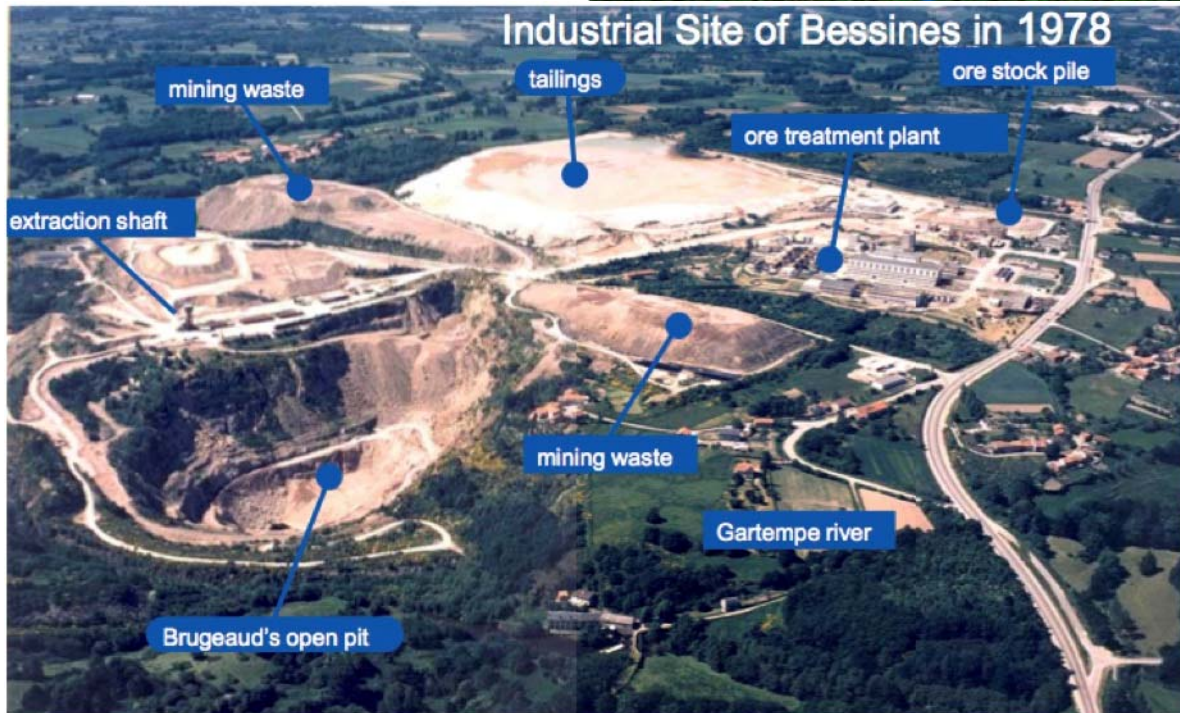 Industrial Site of Bessines in 1978
mining waste
tailings
ore stock pile
ore treatment plant
extraction shaft
mining waste
Gartempe river
Brugeaud's open pit